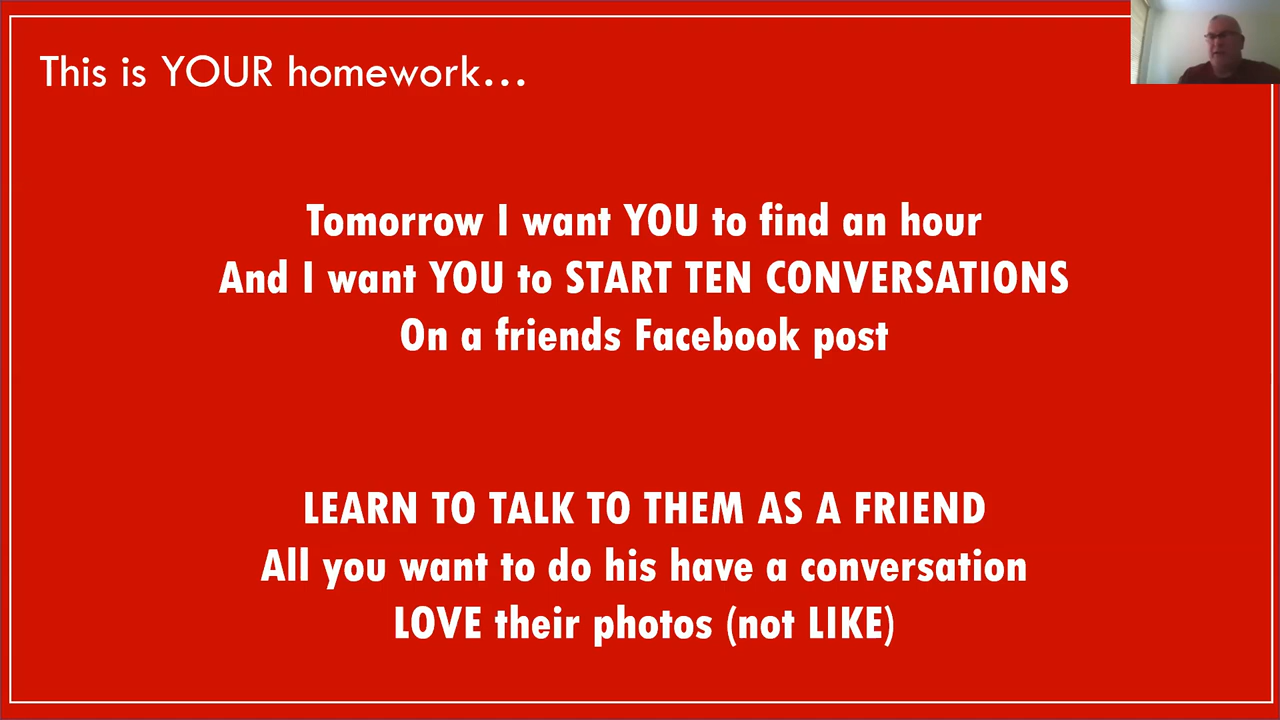 This is YOUR homework...
Tomorrow I want YOU to find an hour
And I want YOU to START TEN CONVERSATIONS
On a friends Facebook post
LEARN TO TALK TO THEM AS A FRIEND
All you want to do his have a conversation
LOVE their photos (not LIKE)